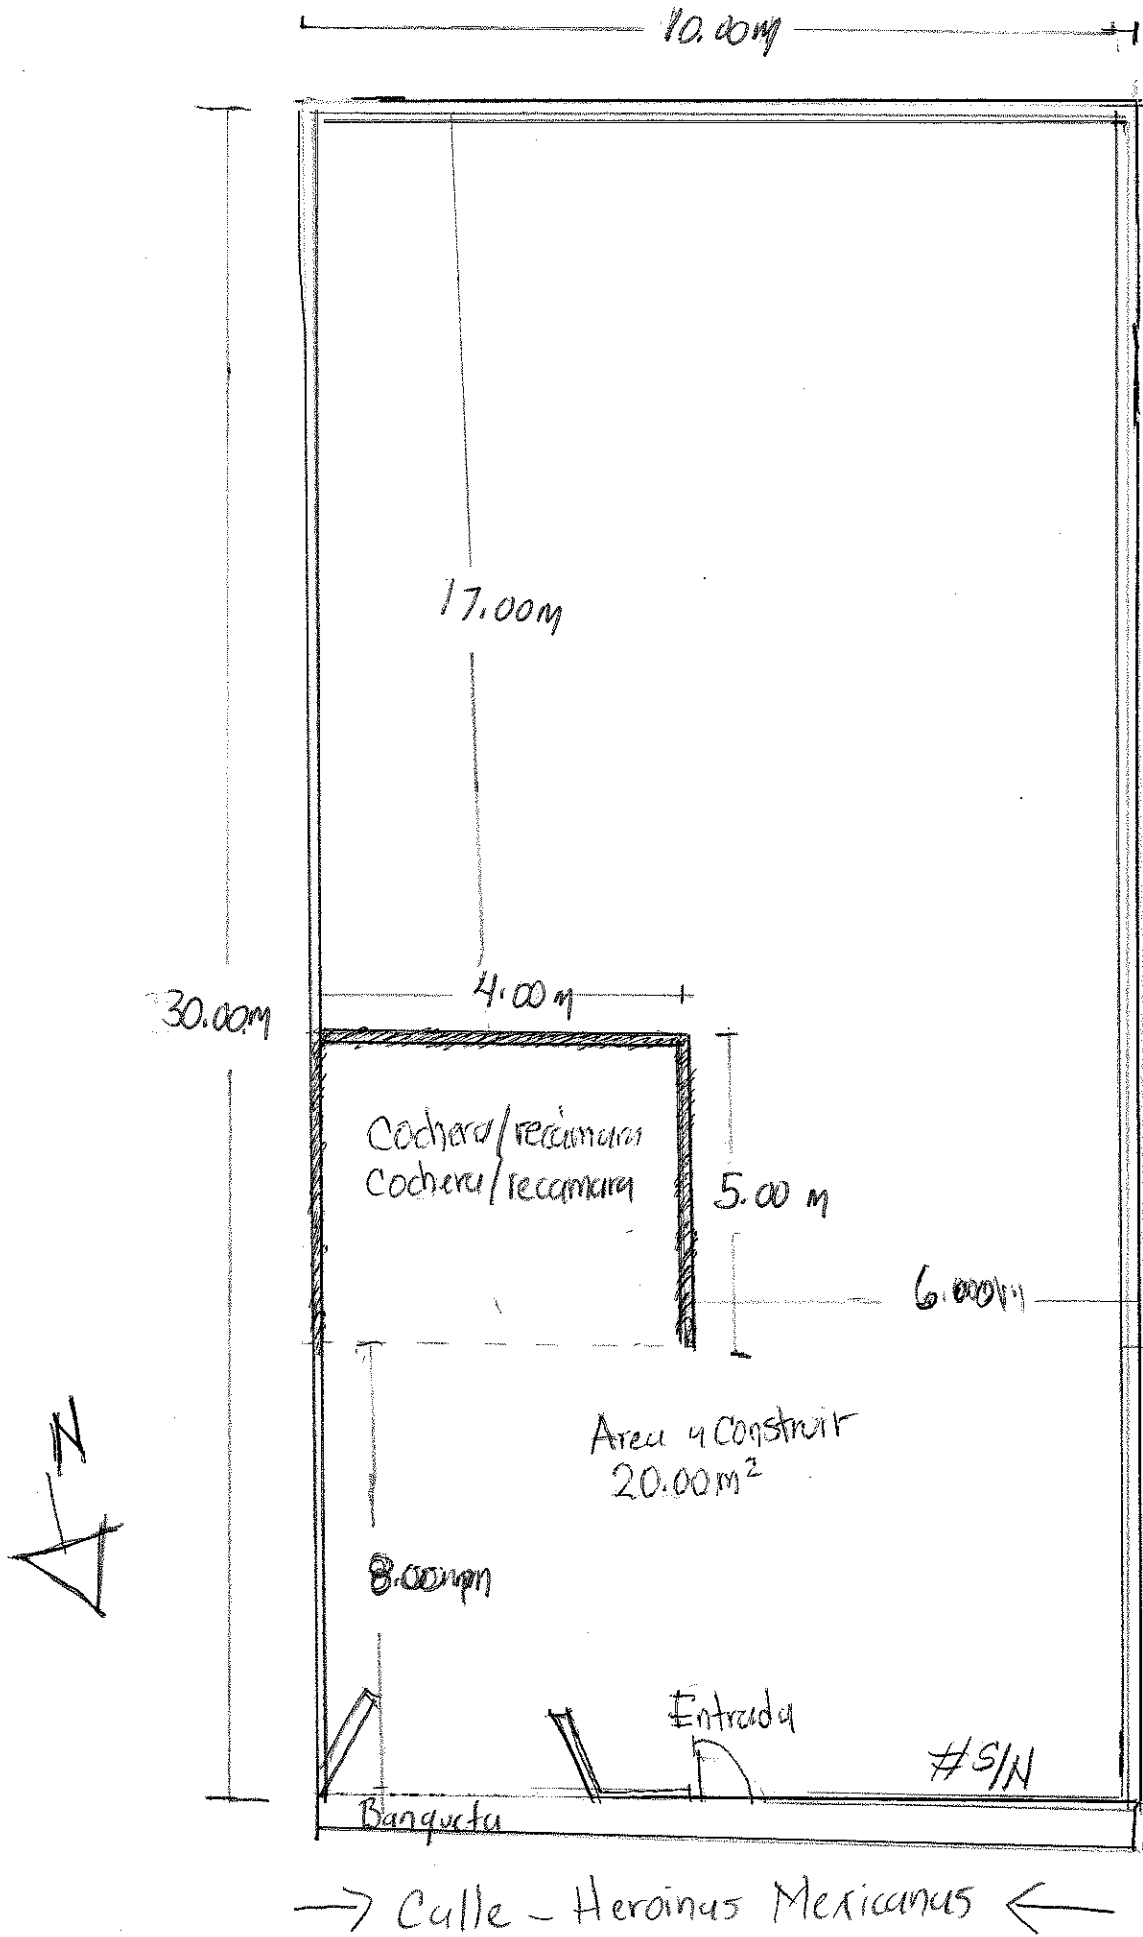 10.00m
17.00m
4.00m
30.00m
Cochera/recámara
Cochera/recamara
5.00 m
6.00m
N
Area a Construir
20.00m²
8.00m
Entrada
#S/N
Banqueta
→ Calle - Heroinas Mexicanas ←